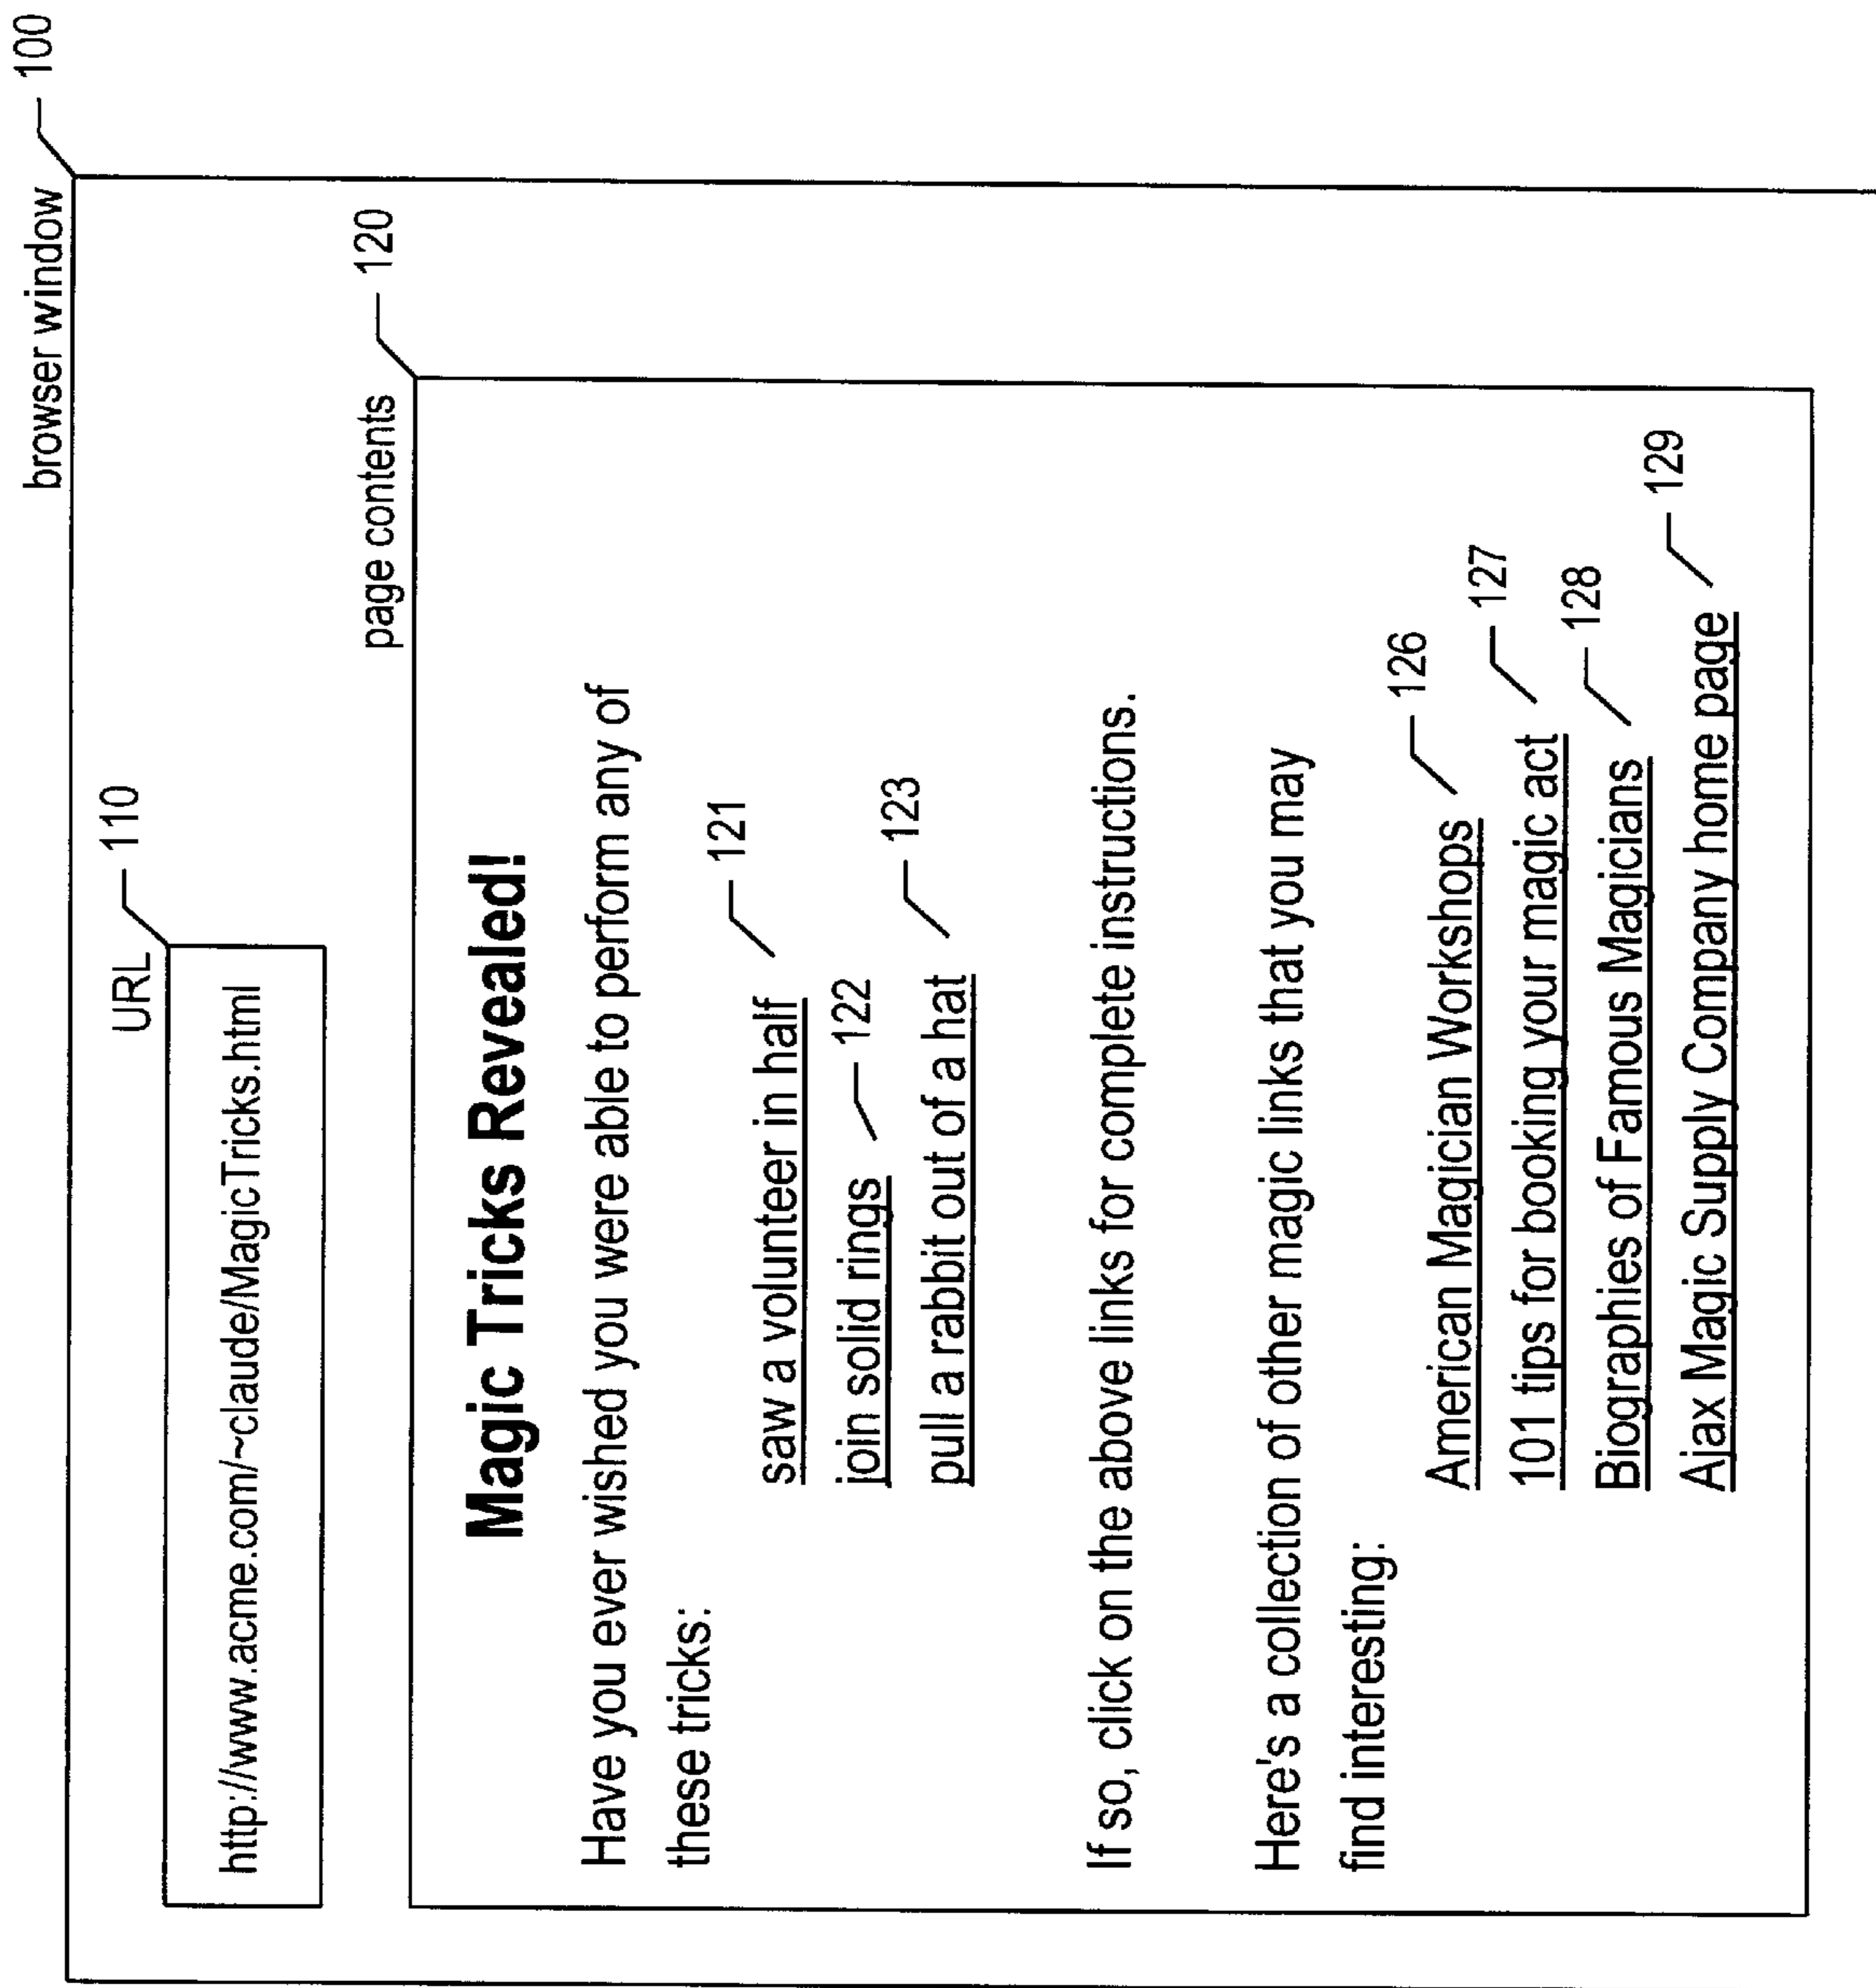 browser window 100
URL 110
http://www.acme.com/~claude/MagicTricks.html
page contents 120
Magic Tricks Revealed!
Have you ever wished you were able to perform any of
these tricks:
saw a volunteer in half 121
join solid rings 122
pull a rabbit out of a hat 123
If so, click on the above links for complete instructions.
Here's a collection of other magic links that you may
find interesting:
American Magician Workshops 126
101 tips for booking your magic act 127
Biographies of Famous Magicians 128
Ajax Magic Supply Company home page 129